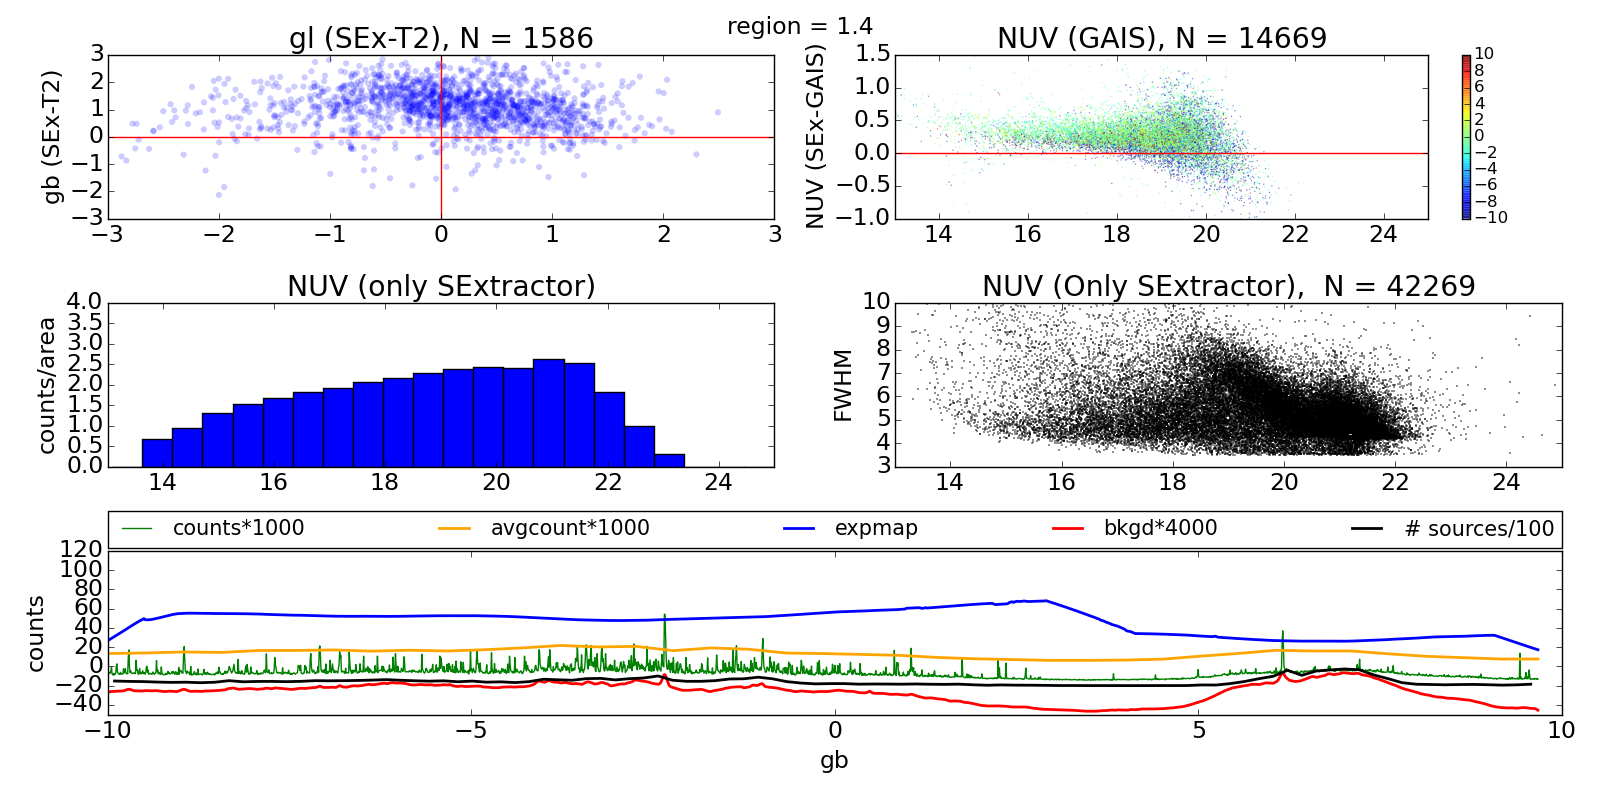 region = 1.4
gl (SEx-T2), N = 1586
gb (SEx-T2)
3
2
1
0
−1
−2
−3
−3 −2 −1 0 1 2 3
NUV (GAIS), N = 14669
NUV (SEx-GAIS)
1.5
1.0
0.5
0.0
−0.5
−1.0
14 16 18 20 22 24
10
8
6
4
2
0
−2
−4
−6
−8
−10
NUV (only SExtractor)
counts/area
4.0
3.5
3.0
2.5
2.0
1.5
1.0
0.5
0.0
14 16 18 20 22 24
NUV (Only SExtractor), N = 42269
FWHM
10
9
8
7
6
5
4
3
14 16 18 20 22 24
counts*1000 avgcount*1000 expmap bkgd*4000 # sources/100
counts
120
100
80
60
40
20
0
−20
−40
−10 −5 0 5 10
gb